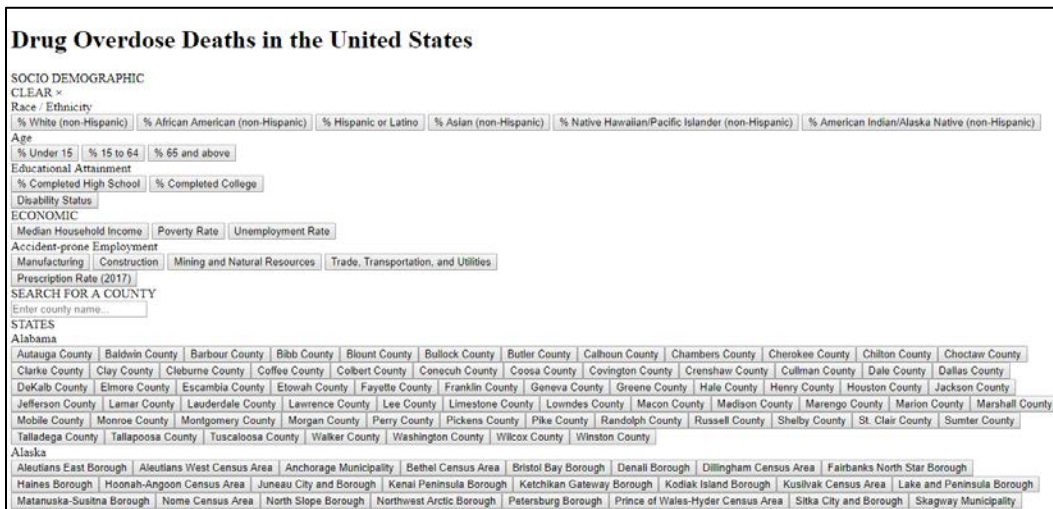 Drug Overdose Deaths in the United States
SOCIO DEMOGRAPHIC
CLEAR ×
Race / Ethnicity
% White (non-Hispanic) % African American (non-Hispanic) % Hispanic or Latino % Asian (non-Hispanic) % Native Hawaiian/Pacific Islander (non-Hispanic) % American Indian/Alaska Native (non-Hispanic)
Age
% Under 15 % 15 to 64 % 65 and above
Educational Attainment
% Completed High School % Completed College
Disability Status
ECONOMIC
Median Household Income Poverty Rate Unemployment Rate
Accident-prone Employment
Manufacturing Construction Mining and Natural Resources Trade, Transportation, and Utilities
Prescription Rate (2017)
SEARCH FOR A COUNTY
Enter county name...
STATES
Alabama
Autauga County Baldwin County Barbour County Bibb County Blount County Bullock County Butler County Calhoun County Chambers County Cherokee County Chilton County Choctaw County
Clarke County Clay County Cleburne County Coffee County Colbert County Conecuh County Coosa County Covington County Crenshaw County Cullman County Dale County Dallas County
DeKalb County Elmore County Escambia County Etowah County Fayette County Franklin County Geneva County Greene County Hale County Henry County Houston County Jackson County
Jefferson County Lamar County Lauderdale County Lawrence County Lee County Limestone County Lowndes County Macon County Madison County Marengo County Marion County Marshall County
Mobile County Monroe County Montgomery County Morgan County Perry County Pickens County Pike County Randolph County Russell County Shelby County St. Clair County Sumter County
Talladega County Tallapoosa County Tuscaloosa County Walker County Washington County Wilcox County Winston County
Alaska
Aleutians East Borough Aleutians West Census Area Anchorage Municipality Bethel Census Area Bristol Bay Borough Denali Borough Dillingham Census Area Fairbanks North Star Borough
Haines Borough Hoonah-Angoon Census Area Juneau City and Borough Kenai Peninsula Borough Ketchikan Gateway Borough Kodiak Island Borough Kusilvak Census Area Lake and Peninsula Borough
Matanuska-Susitna Borough Nome Census Area North Slope Borough Northwest Arctic Borough Petersburg Borough Prince of Wales-Hyder Census Area Sitka City and Borough Skagway Municipality